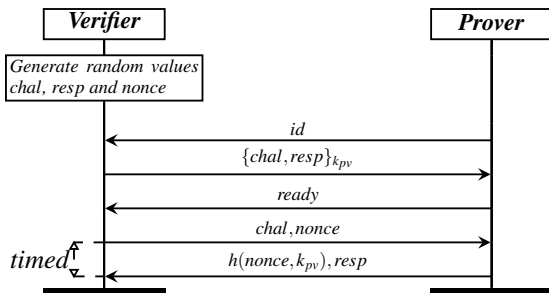 Verifier
Prover
Generate random values
chal, resp and nonce
id
{chal,resp}kpv
ready
chal,nonce
timed
h(nonce,kpv),resp